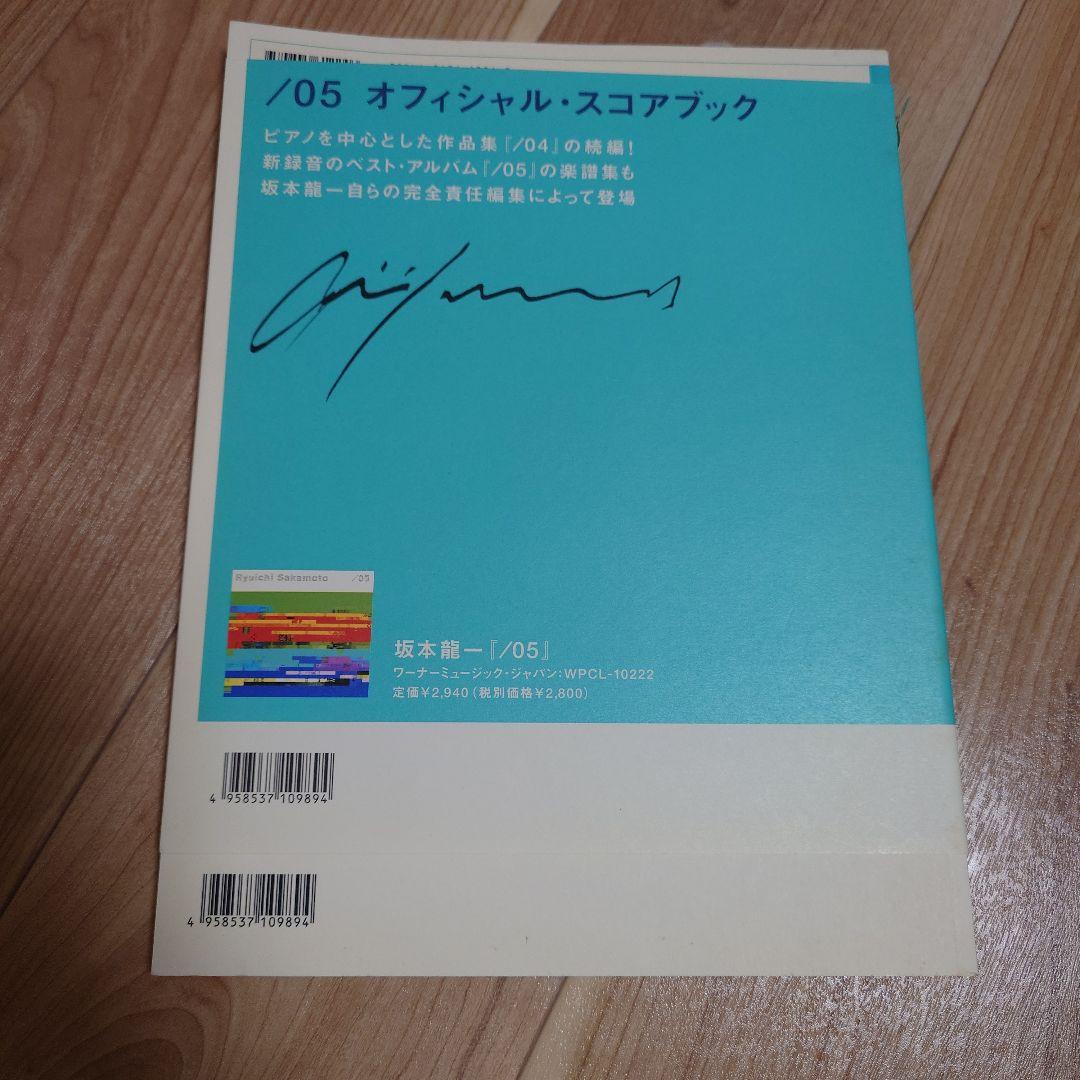 /05 オフィシャル・スコアブック
ピアノを中心とした作品集『/04』の続編！
新録音のベスト・アルバム『/05』の楽譜集も
坂本龍一自らの完全責任編集によって登場
Ryuichi Sakamoto /05
坂本龍一『/05』
ワーナーミュージック・ジャパン：WPCL-10222
定価¥2,940（税別価格¥2,800）
4 958537 109894
4 958537 109894